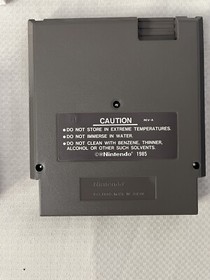 CAUTION
REV-A
●DO NOT STORE IN EXTREME TEMPERATURES.
●DO NOT IMMERSE IN WATER.
●DO NOT CLEAN WITH BENZENE, THINNER,
ALCOHOL OR OTHER SUCH SOLVENTS.
©®Nintendo® 1985
Nintendo